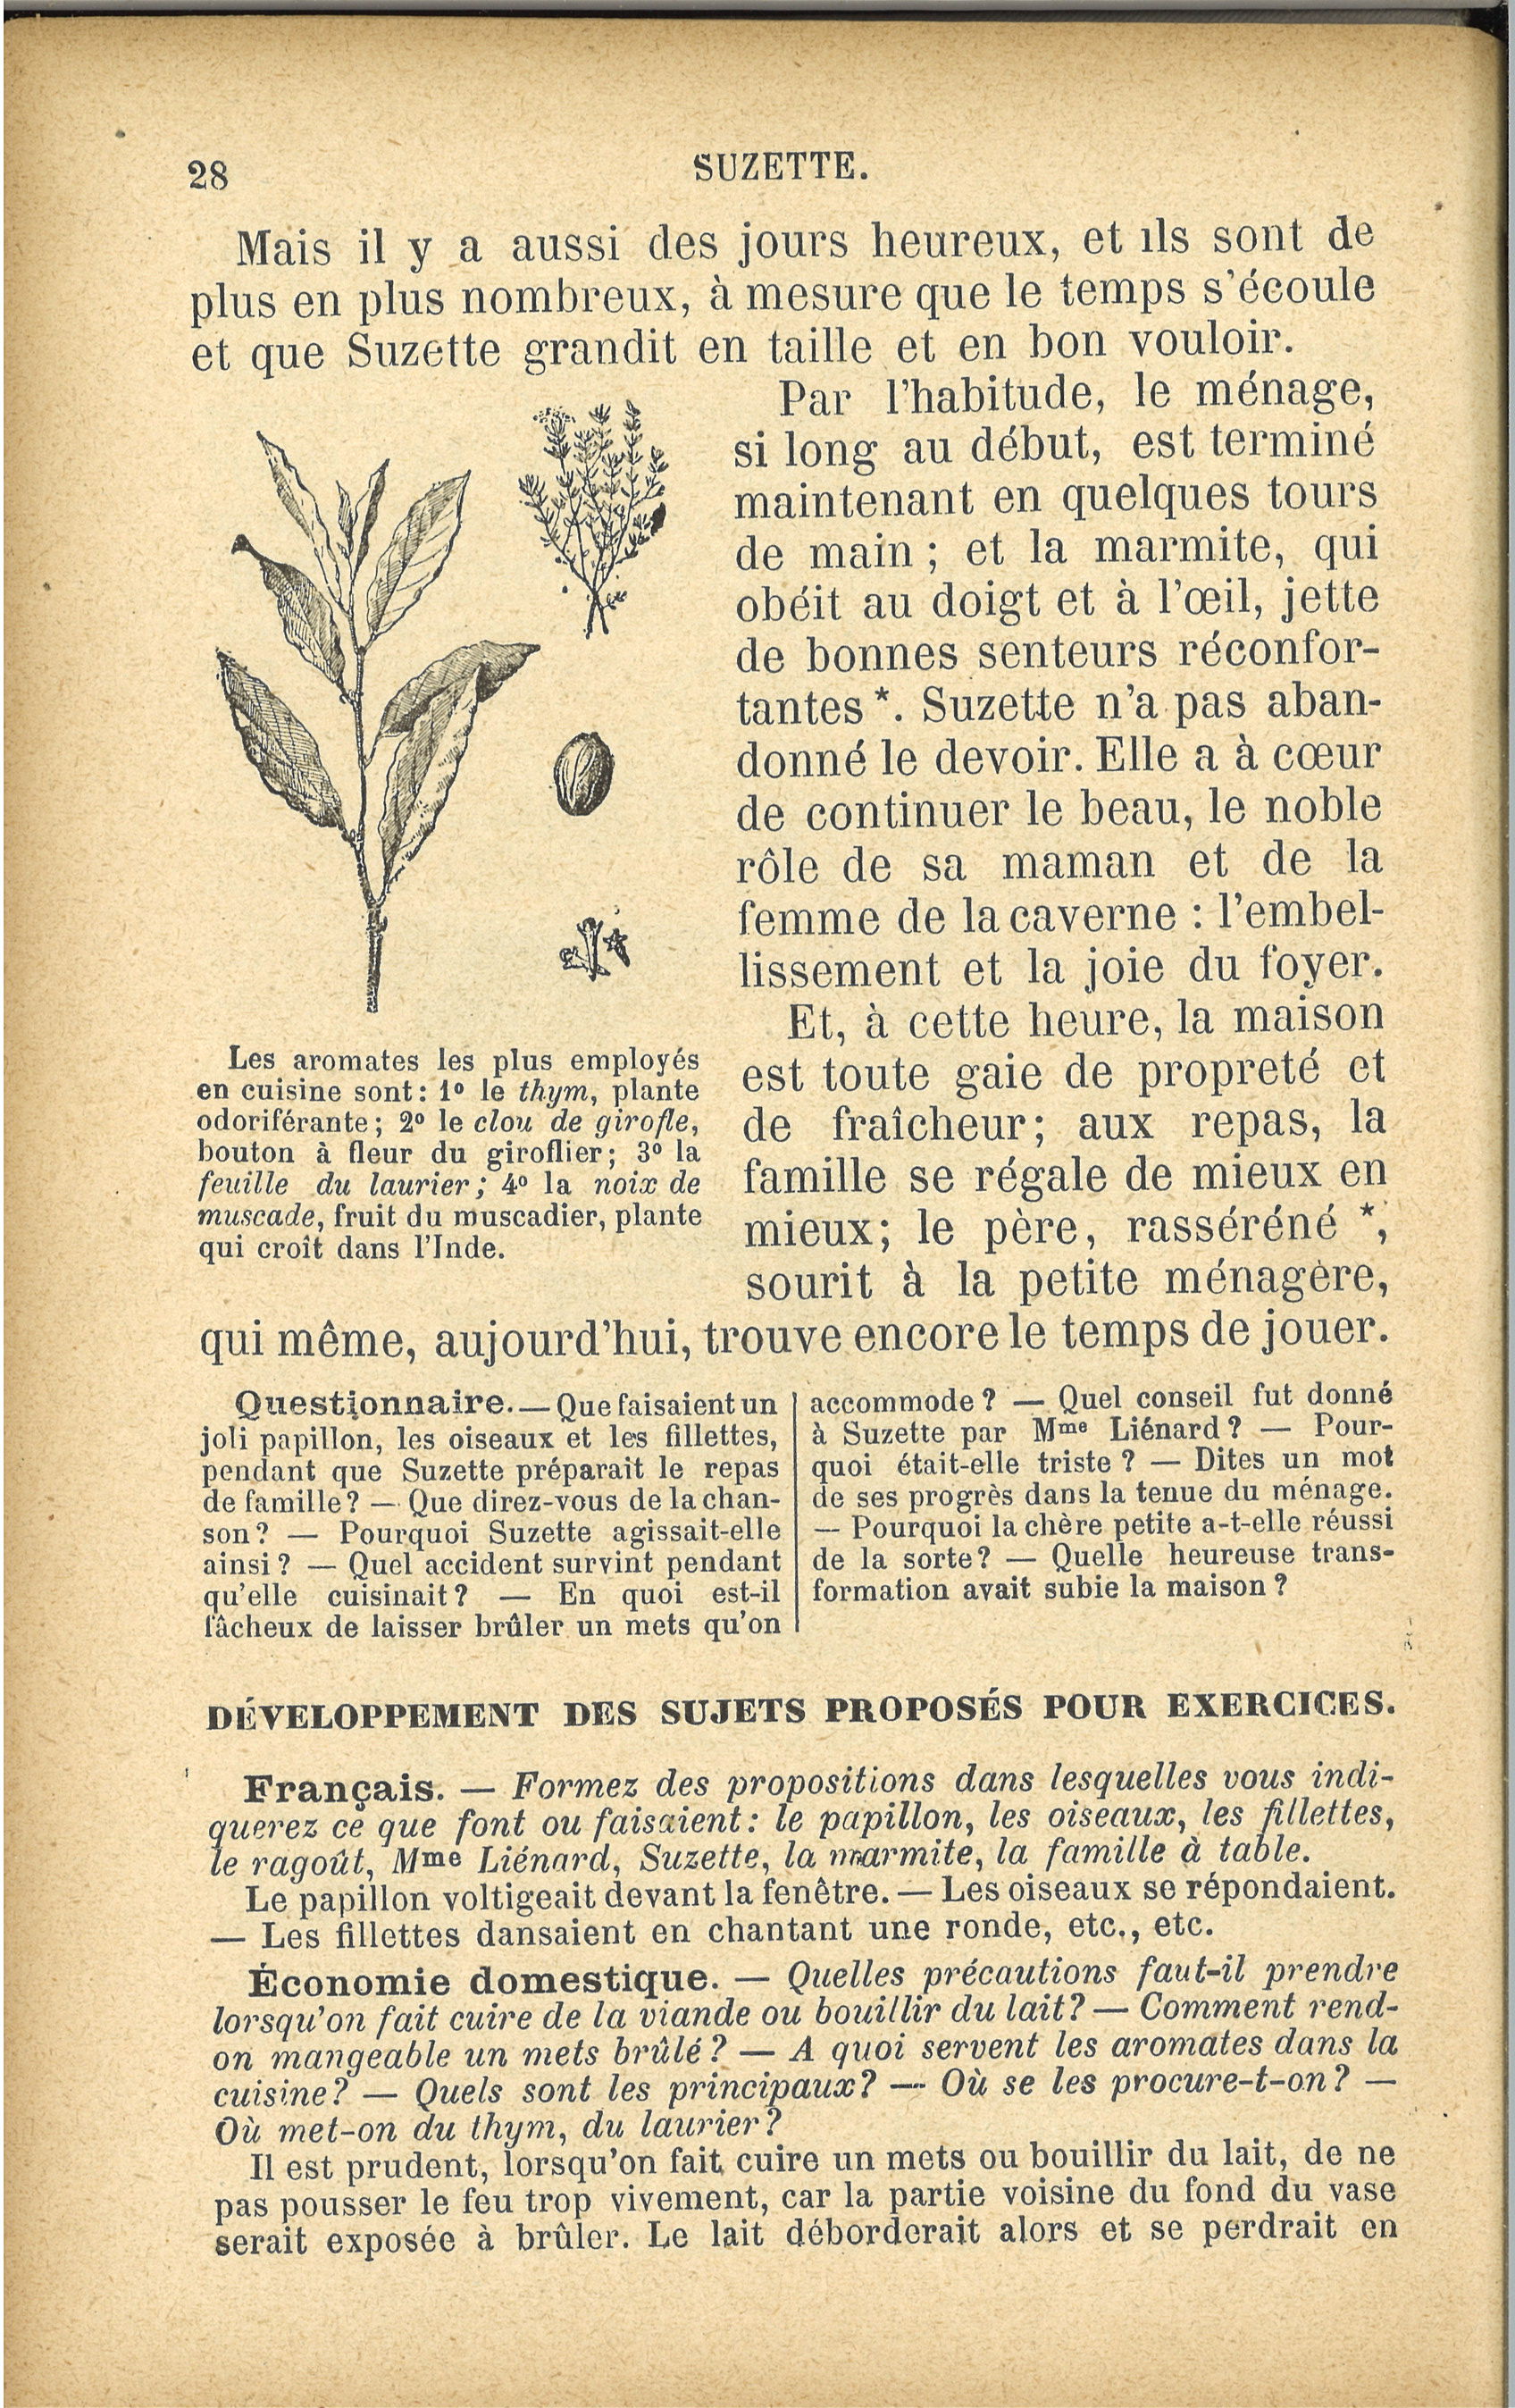 28
SUZETTE.
Mais il y a aussi des jours heureux, et ils sont de
plus en plus nombreux, à mesure que le temps s'écoule
et que Suzette grandit en taille et en bon vouloir.
Par l'habitude, le ménage,
si long au début, est terminé
maintenant en quelques tours
de main ; et la marmite, qui
obéit au doigt et à l'œil, jette
de bonnes senteurs réconfor-
tantes *. Suzette n'a pas aban-
donné le devoir. Elle a à cœur
de continuer le beau, le noble
rôle de sa maman et de la
femme de la caverne : l'embel-
lissement et la joie du foyer.
Et, à cette heure, la maison
est toute gaie de propreté et
de fraîcheur ; aux repas, la
famille se régale de mieux en
mieux ; le père, rasséréné *,
sourit à la petite ménagère,
qui même, aujourd'hui, trouve encore le temps de jouer.
Les aromates les plus employés
en cuisine sont : 1º le thym, plante
odoriférante ; 2º le clou de girofle,
bouton à fleur du giroflier ; 3º la
feuille du laurier ; 4º la noix de
muscade, fruit du muscadier, plante
qui croît dans l'Inde.
Questionnaire. — Que faisaient un
joli papillon, les oiseaux et les fillettes,
pendant que Suzette préparait le repas
de famille ? — Que direz-vous de la chan-
son ? — Pourquoi Suzette agissait-elle
ainsi ? — Quel accident survint pendant
qu'elle cuisinait ? — En quoi est-il
fâcheux de laisser brûler un mets qu'on
accommode ? — Quel conseil fut donné
à Suzette par Mme Liénard ? — Pour-
quoi était-elle triste ? — Dites un mot
de ses progrès dans la tenue du ménage.
— Pourquoi la chère petite a-t-elle réussi
de la sorte ? — Quelle heureuse trans-
formation avait subie la maison ?
DÉVELOPPEMENT DES SUJETS PROPOSÉS POUR EXERCICES.
Français. — Formez des propositions dans lesquelles vous indi-
querez ce que font ou faisaient : le papillon, les oiseaux, les fillettes,
le ragoût, Mme Liénard, Suzette, la marmite, la famille à table.
Le papillon voltigeait devant la fenêtre. — Les oiseaux se répondaient.
— Les fillettes dansaient en chantant une ronde, etc., etc.
Économie domestique. — Quelles précautions faut-il prendre
lorsqu'on fait cuire de la viande ou bouillir du lait ? — Comment rend-
on mangeable un mets brûlé ? — A quoi servent les aromates dans la
cuisine ? — Quels sont les principaux ? — Où se les procure-t-on ? —
Où met-on du thym, du laurier ?
Il est prudent, lorsqu'on fait cuire un mets ou bouillir du lait, de ne
pas pousser le feu trop vivement, car la partie voisine du fond du vase
serait exposée à brûler. Le lait déborderait alors et se perdrait en